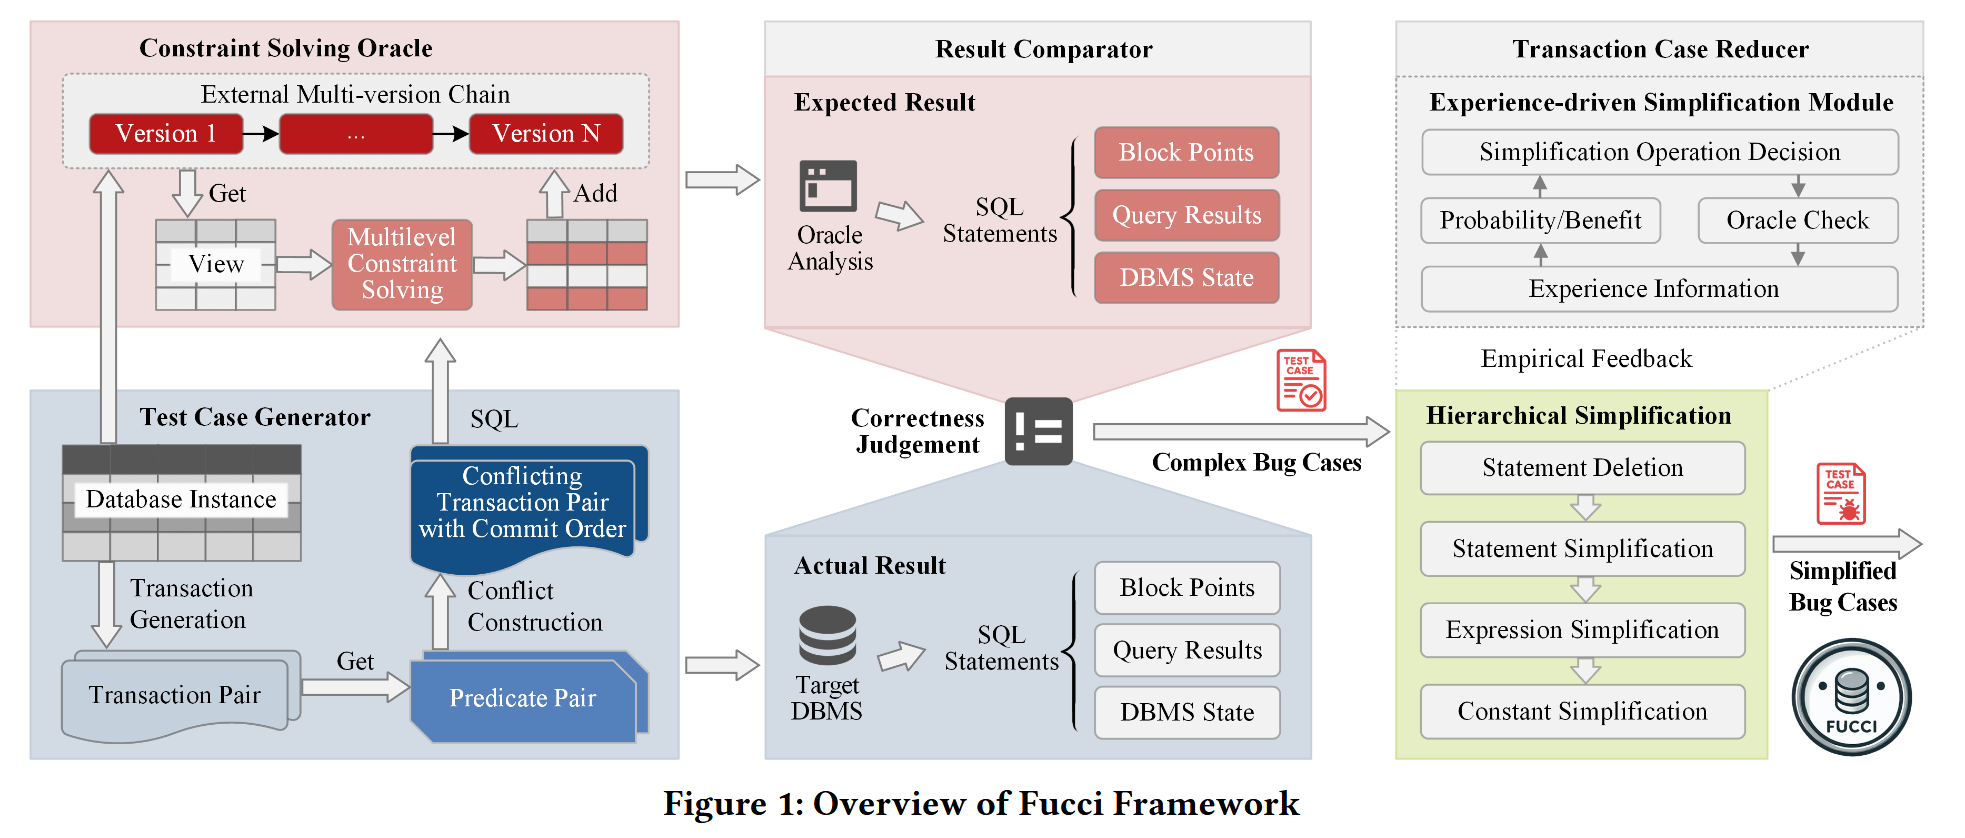 Constraint Solving Oracle
External Multi-version Chain
Version 1
...
Version N
Get
Add
View
Multilevel
Constraint
Solving
Test Case Generator
SQL
Database Instance
Conflicting
Transaction Pair
with Commit Order
Transaction
Generation
Conflict
Construction
Transaction Pair
Get
Predicate Pair
Result Comparator
Expected Result
Oracle
Analysis
SQL
Statements
Block Points
Query Results
DBMS State
Correctness
Judgement
TEST
CASE
Complex Bug Cases
Actual Result
Target
DBMS
SQL
Statements
Block Points
Query Results
DBMS State
Transaction Case Reducer
Experience-driven Simplification Module
Simplification Operation Decision
Probability/Benefit
Oracle Check
Experience Information
Empirical Feedback
Hierarchical Simplification
Statement Deletion
Statement Simplification
Expression Simplification
Constant Simplification
TEST
CASE
Simplified
Bug Cases
FUCCI
Figure 1: Overview of Fucci Framework